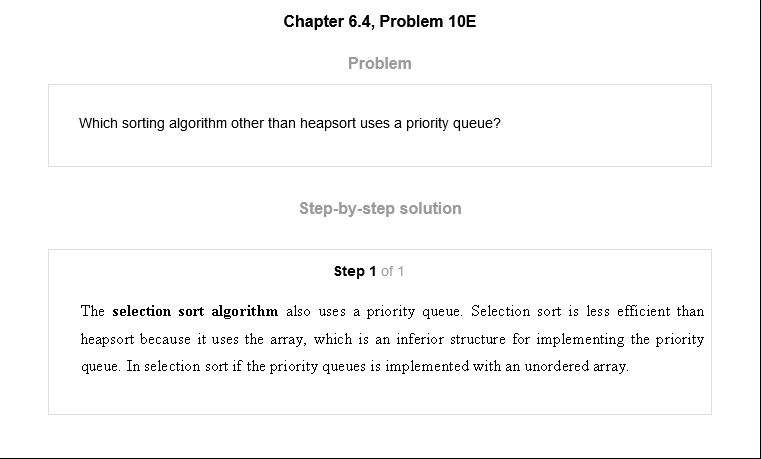 Chapter 6.4, Problem 10E
Problem
Which sorting algorithm other than heapsort uses a priority queue?
Step-by-step solution
Step 1 of 1
The selection sort algorithm also uses a priority queue. Selection sort is less efficient than
heapsort because it uses the array, which is an inferior structure for implementing the priority
queue. In selection sort if the priority queues is implemented with an unordered array.